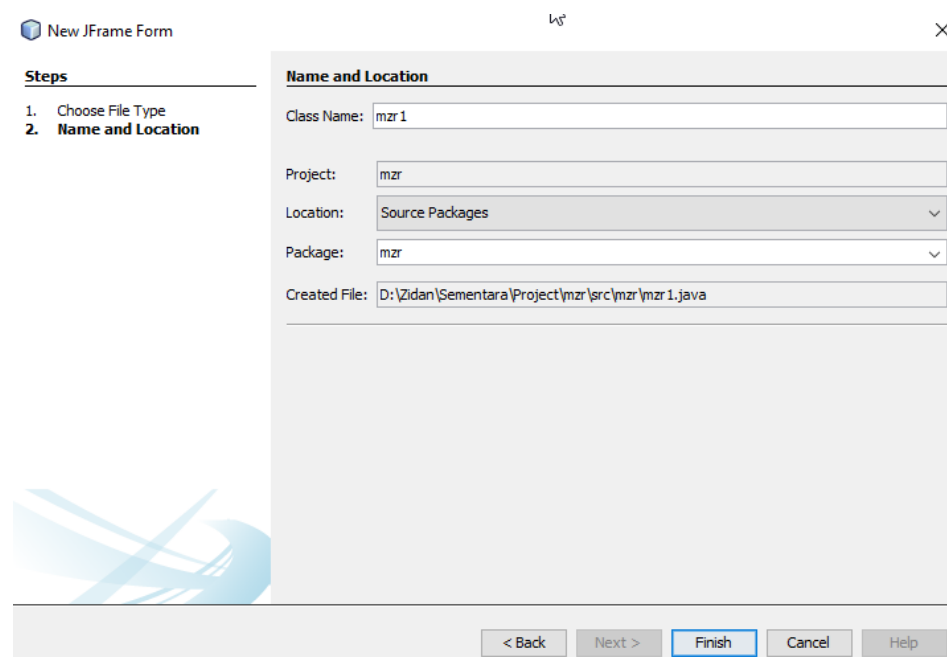 New JFrame Form
Steps
1. Choose File Type
2. Name and Location
Name and Location
Class Name: mzr1
Project: mzr
Location: Source Packages
Package: mzr
Created File: D:\Zidan\Sementara\Project\mzr\src\mzr\mzr1.java
< Back Next > Finish Cancel Help